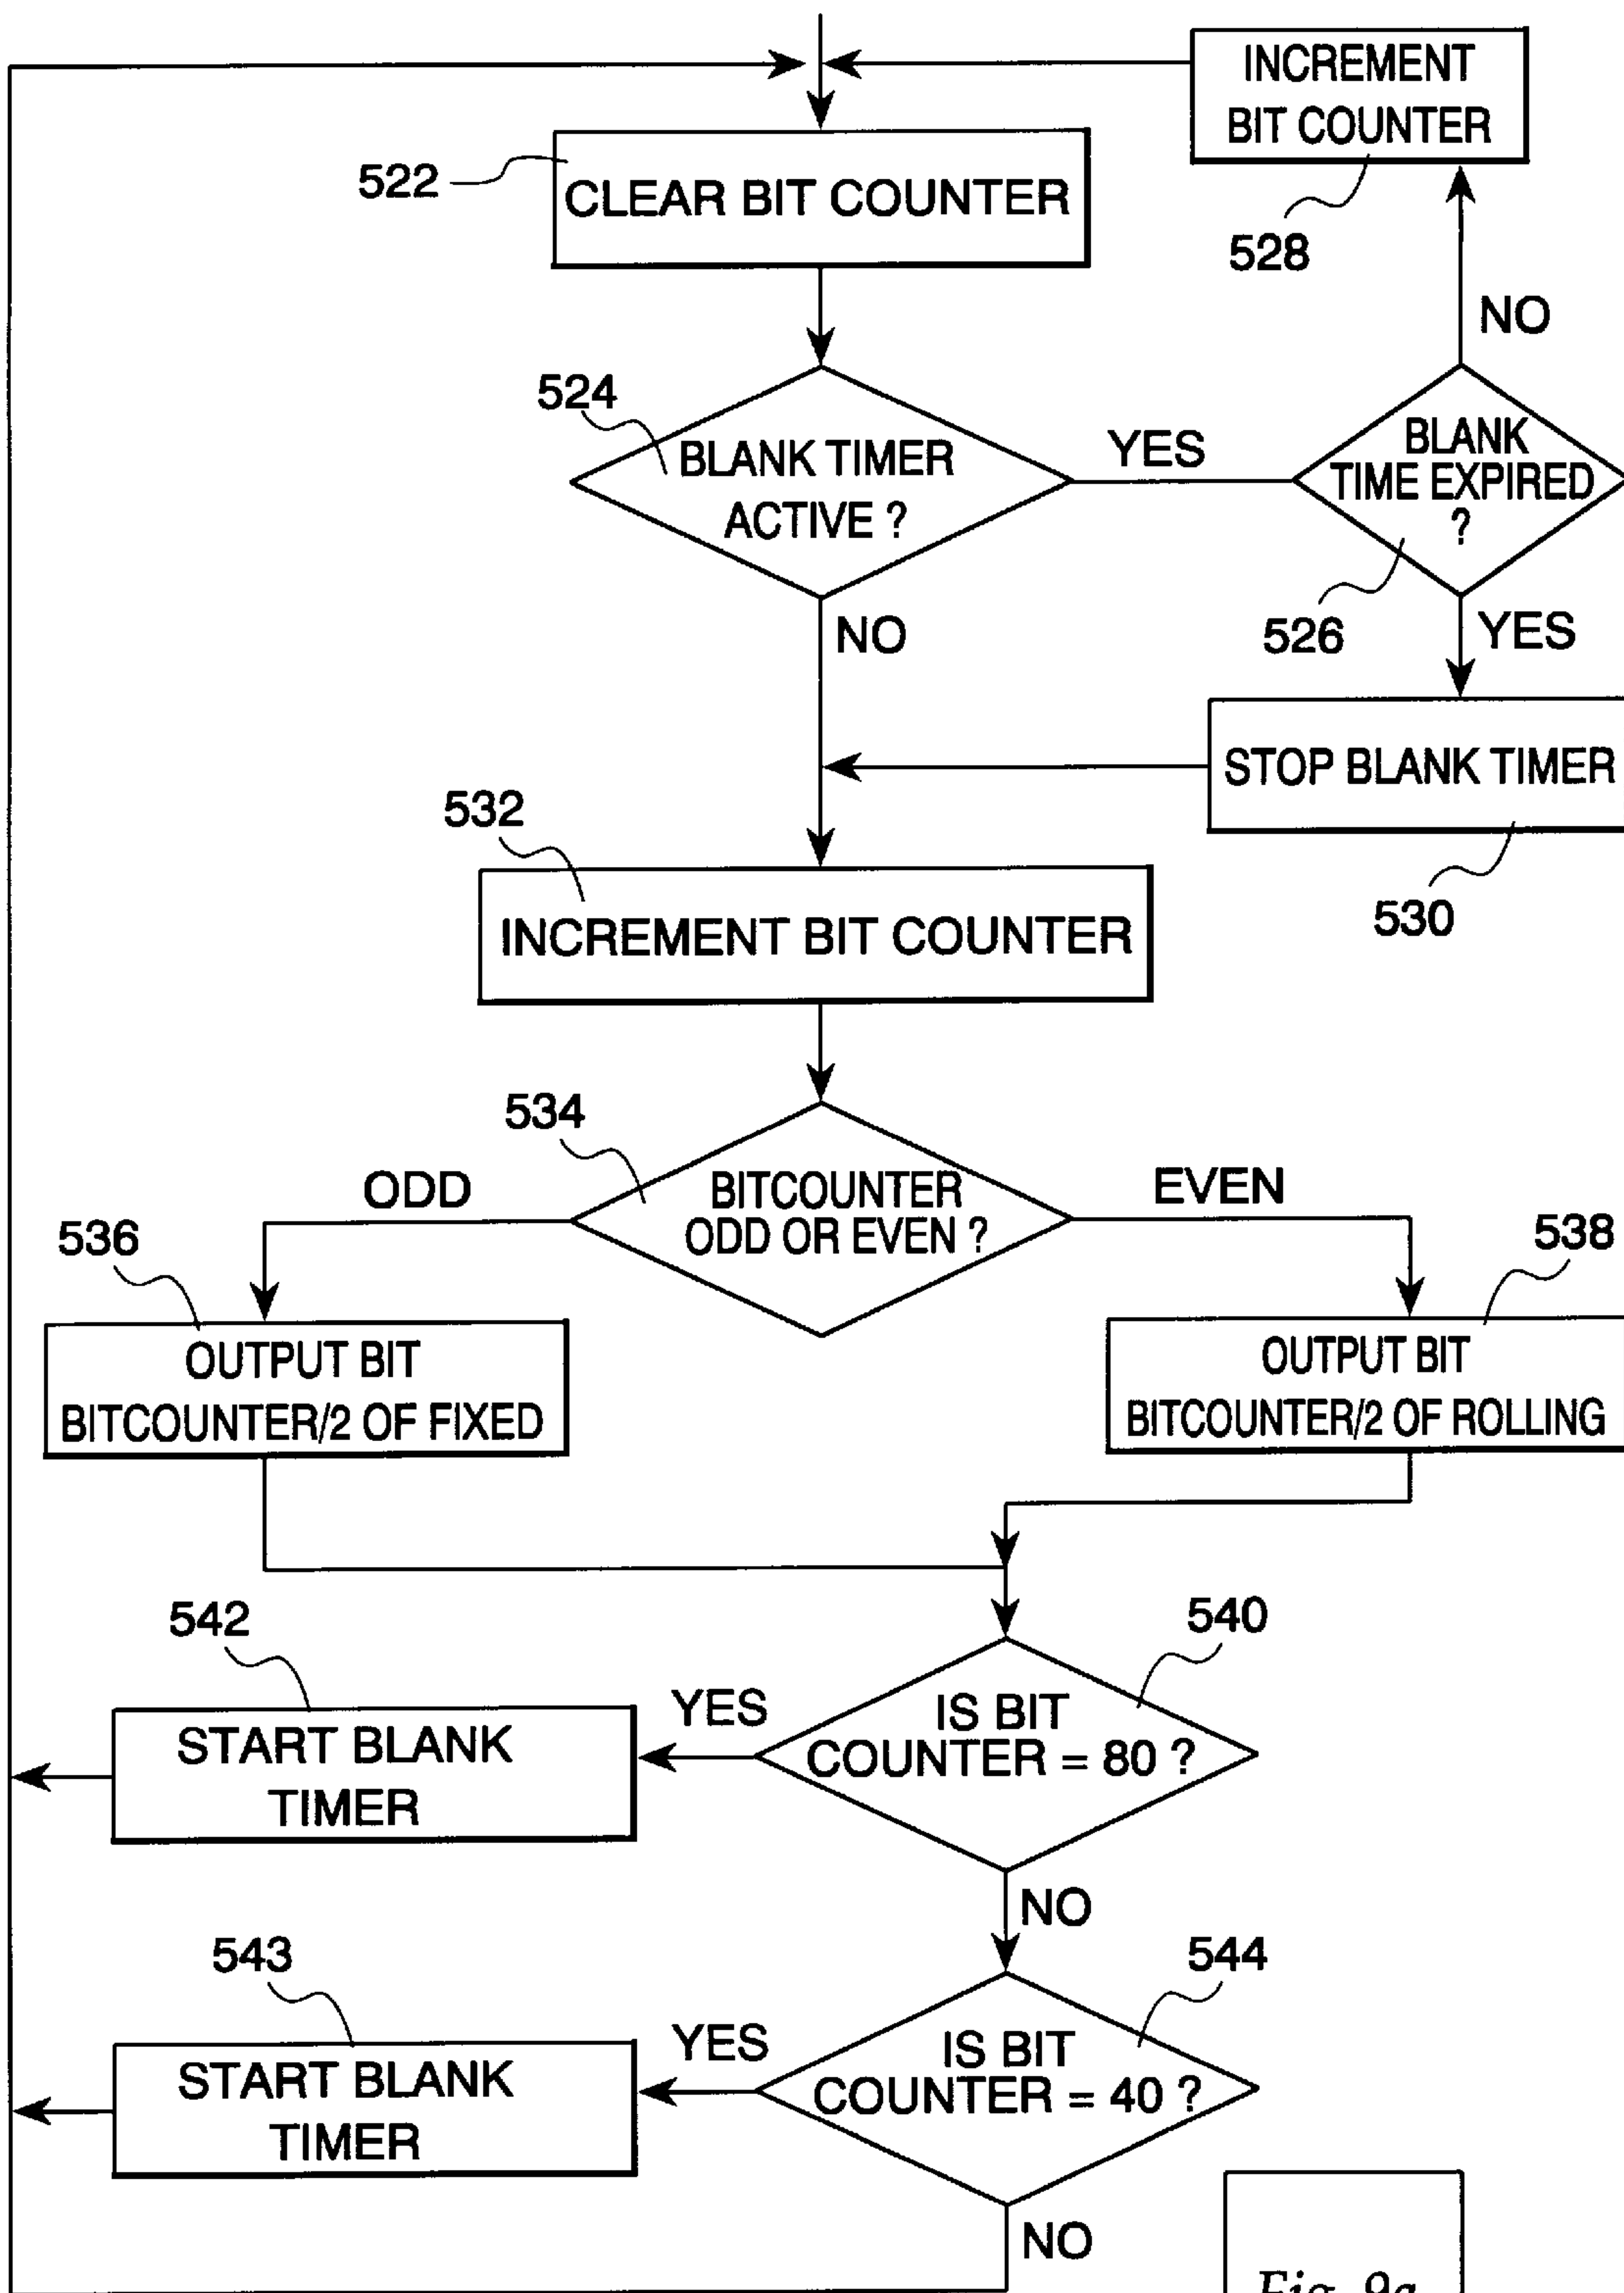 INCREMENT
BIT COUNTER
528
522
CLEAR BIT COUNTER
NO
524
BLANK TIMER
ACTIVE ?
YES
BLANK
TIME EXPIRED
?
526
YES
NO
STOP BLANK TIMER
530
532
INCREMENT BIT COUNTER
534
BITCOUNTER
ODD OR EVEN ?
ODD
EVEN
536
OUTPUT BIT
BITCOUNTER/2 OF FIXED
538
OUTPUT BIT
BITCOUNTER/2 OF ROLLING
540
IS BIT
COUNTER = 80 ?
YES
542
START BLANK
TIMER
NO
544
IS BIT
COUNTER = 40 ?
YES
543
START BLANK
TIMER
NO
Fig. 9a